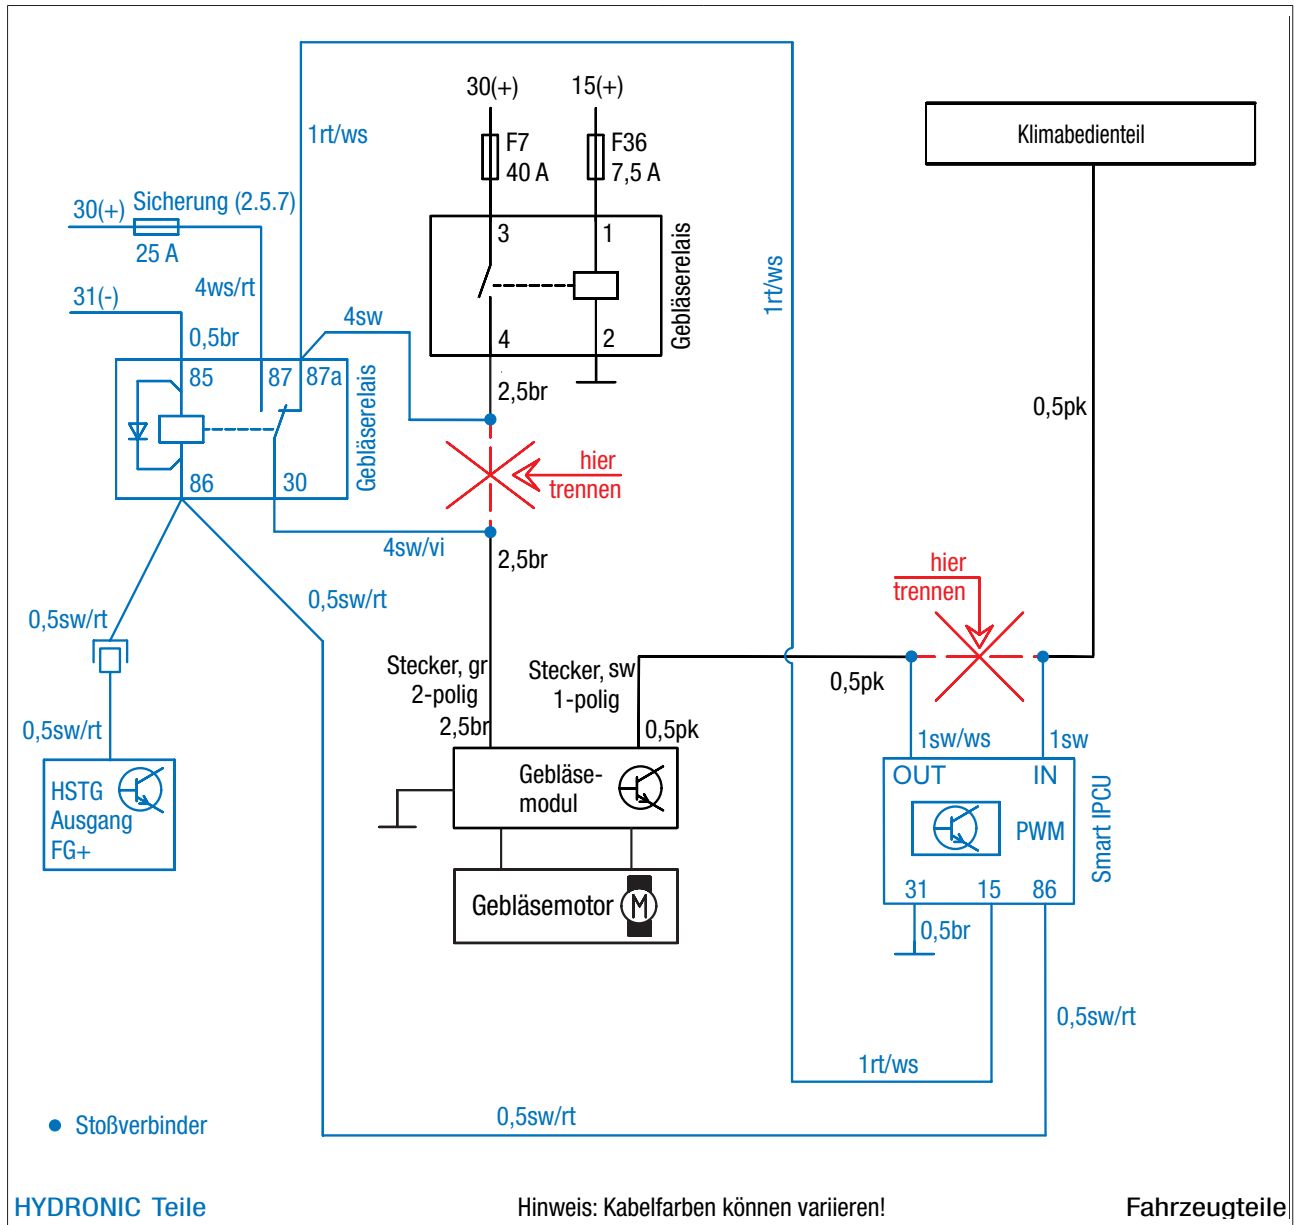 30(+)
15(+)
F7
40 A
F36
7,5 A
Klimabedienteil
1rt/ws
Sicherung (2.5.7)
30(+)
25 A
4ws/rt
31(-)
0,5br
4sw
3
1
4
2
Gebläserelais
1rt/ws
85
87
87a
86
30
Gebläserelais
2,5br
0,5pk
hier
trennen
4sw/vi
2,5br
hier
trennen
0,5sw/rt
0,5sw/rt
Stecker, gr
2-polig
2,5br
Stecker, sw
1-polig
0,5pk
0,5pk
0,5sw/rt
1sw/ws
1sw
HSTG
Ausgang
FG+
Gebläse-
modul
OUT
IN
PWM
31
15
86
Smart IPCU
Gebläsemotor
M
0,5br
0,5sw/rt
1rt/ws
0,5sw/rt
Stoßverbinder
HYDRONIC Teile
Hinweis: Kabelfarben können variieren!
Fahrzeugteile